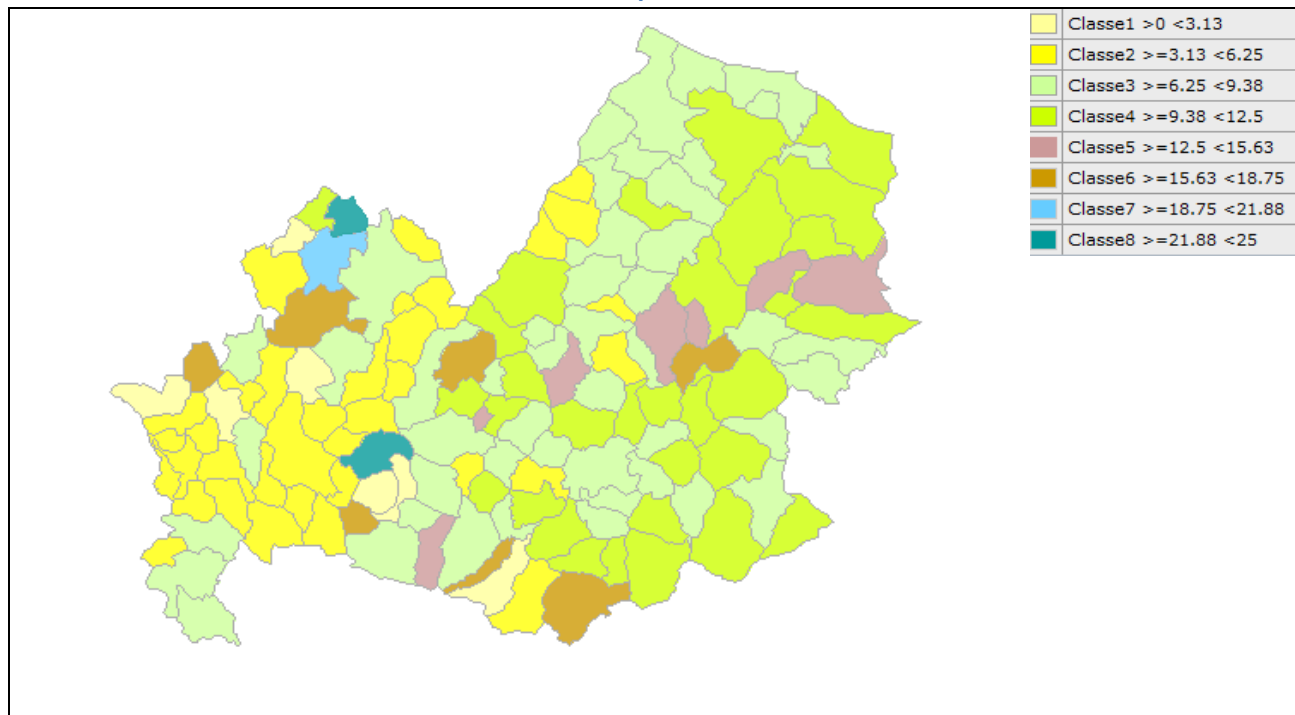 Classe1 >0 <3.13
Classe2 >=3.13 <6.25
Classe3 >=6.25 <9.38
Classe4 >=9.38 <12.5
Classe5 >=12.5 <15.63
Classe6 >=15.63 <18.75
Classe7 >=18.75 <21.88
Classe8 >=21.88 <25